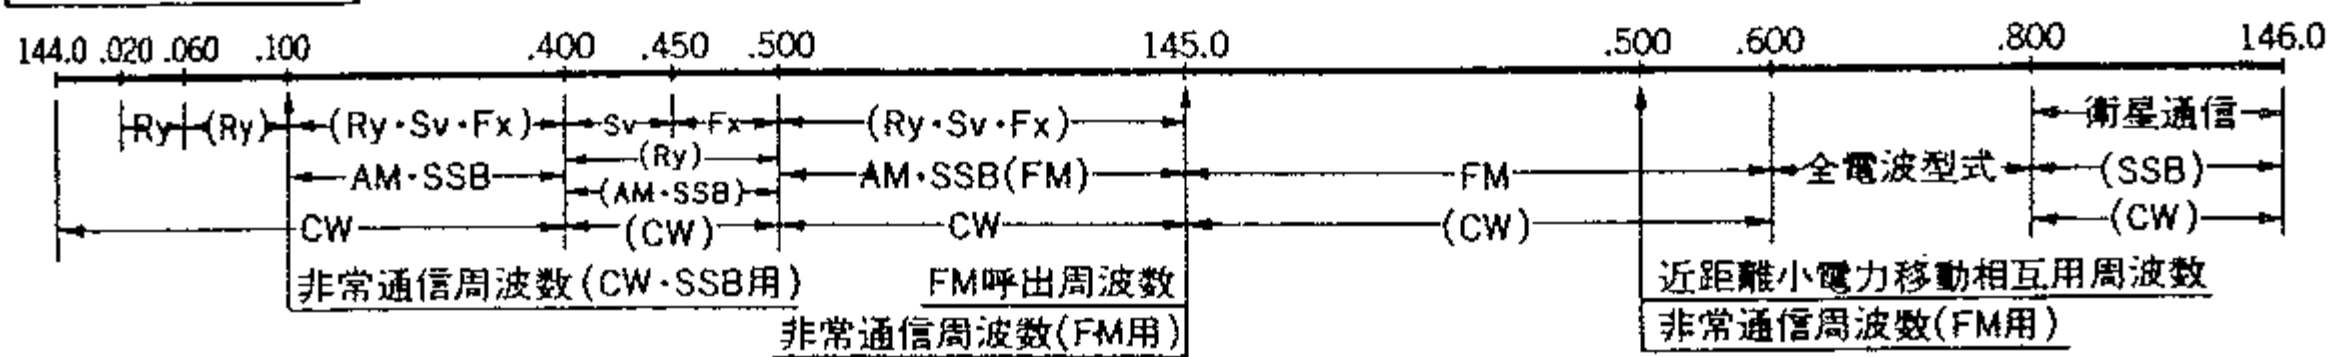 144.0 .020 .060 .100 .400 .450 .500 145.0 .500 .600 .800 146.0
Ry (Ry) (Ry・Sv・Fx) Sv Fx (Ry・Sv・Fx) 衛星通信
(Ry)
AM・SSB (AM・SSB) AM・SSB(FM) FM 全電波型式 (SSB)
CW (CW) CW (CW) (CW)
非常通信周波数(CW・SSB用) FM呼出周波数 近距離小電力移動相互用周波数
非常通信周波数(FM用) 非常通信周波数(FM用)